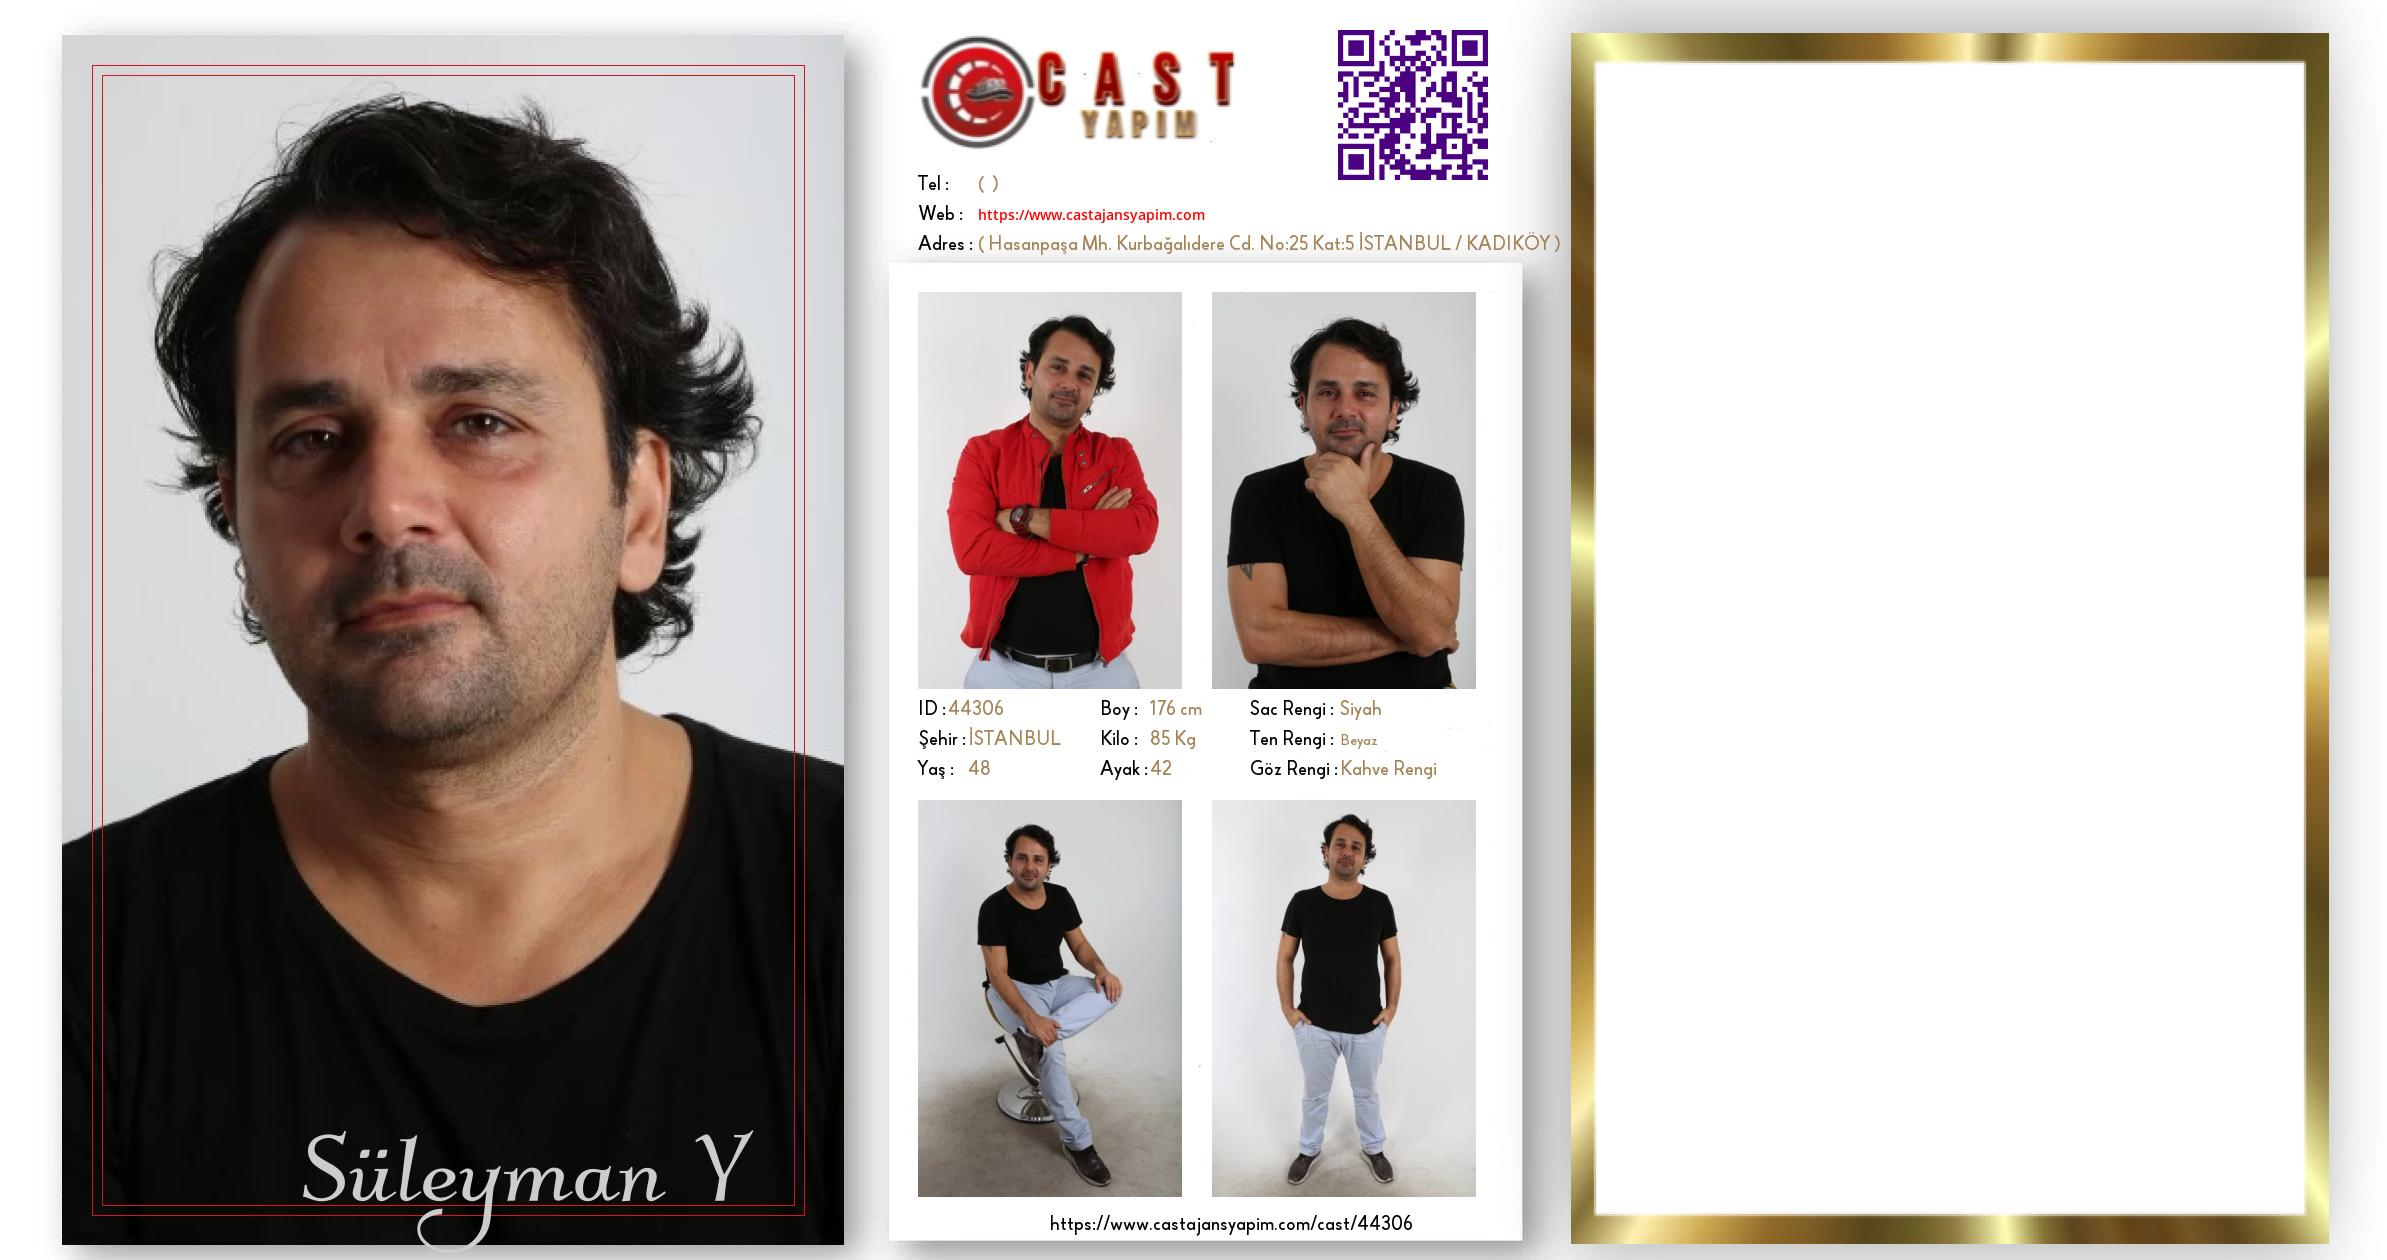 Süleyman Y
CAST
YAPIM
Tel : ( )
Web : https://www.castajansyapim.com
Adres : ( Hasanpaşa Mh. Kurbağalıdere Cd. No:25 Kat:5 İSTANBUL / KADIKÖY )
ID : 44306 Boy : 176 cm Sac Rengi : Siyah
Şehir : İSTANBUL Kilo : 85 Kg Ten Rengi : Beyaz
Yaş : 48 Ayak : 42 Göz Rengi : Kahve Rengi
https://www.castajansyapim.com/cast/44306